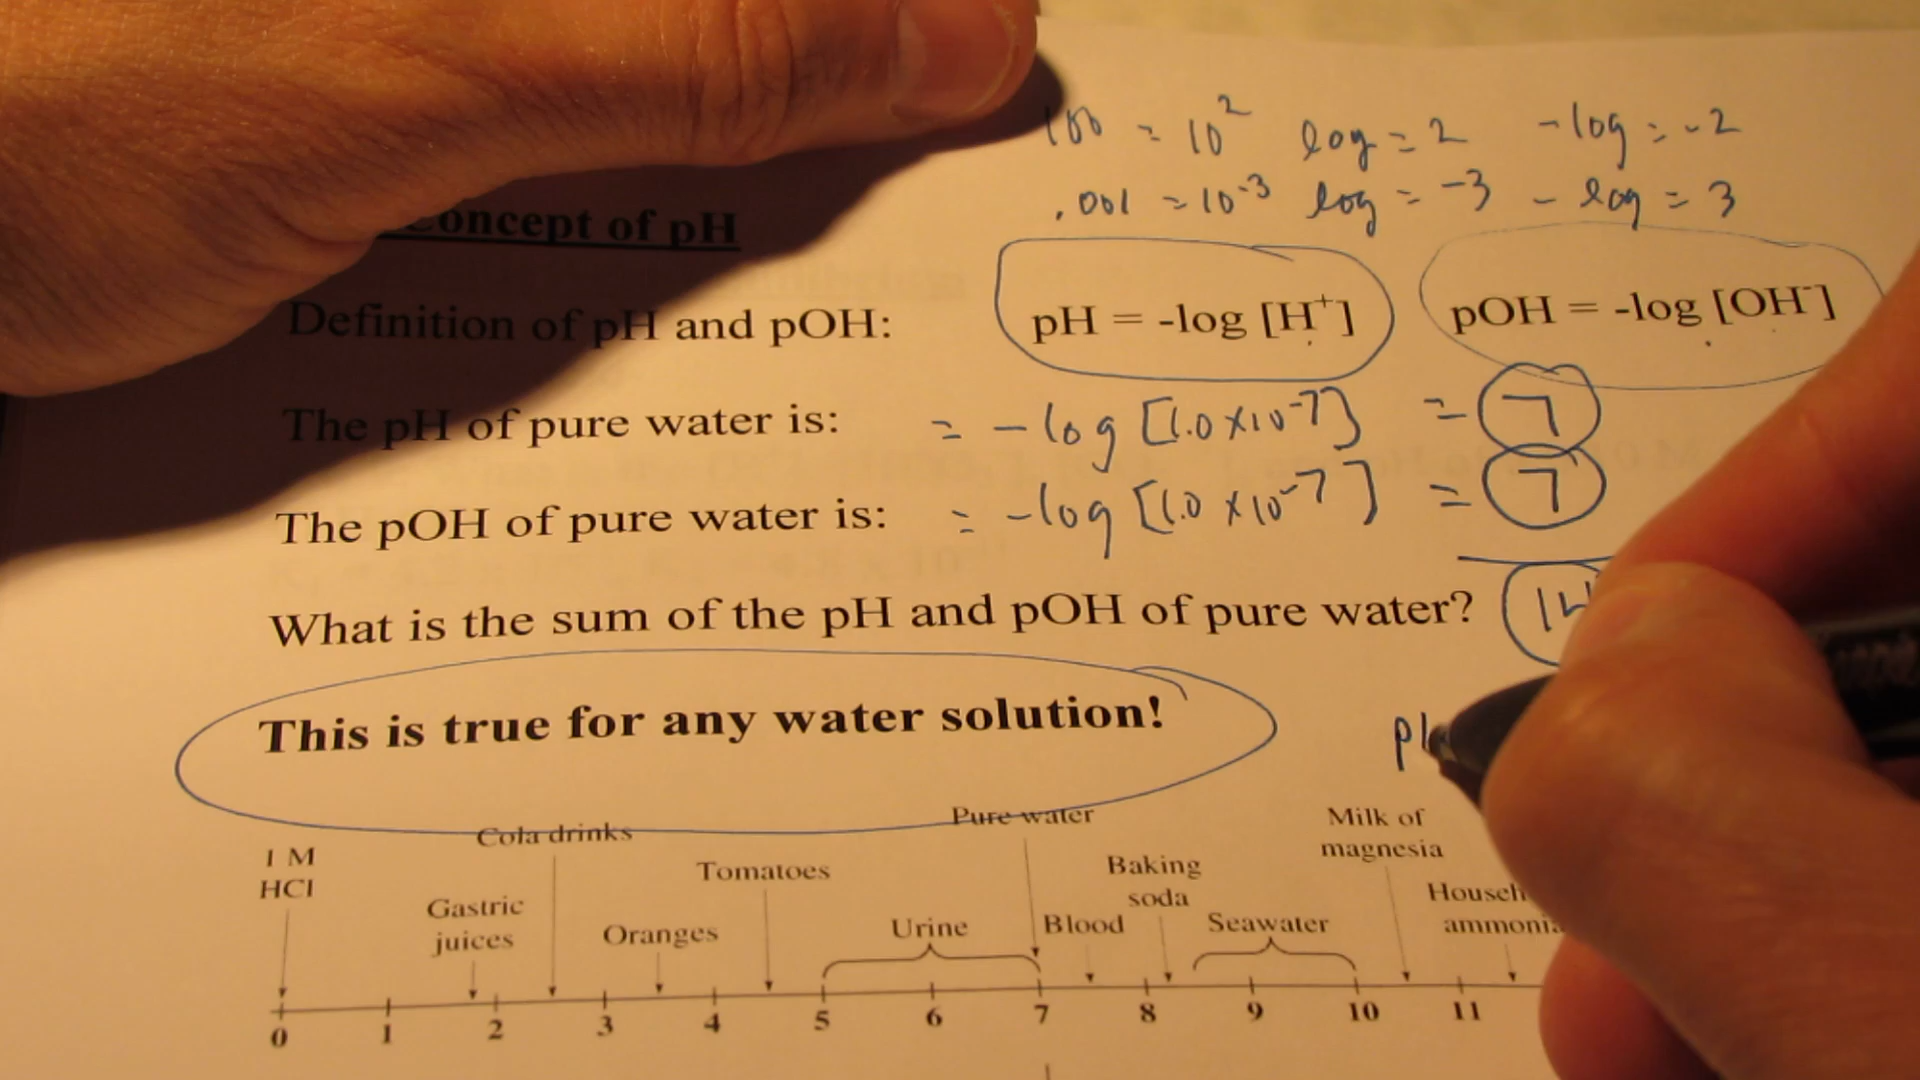 100 = 10² log = 2 -log = -2
.001 = 10⁻³ log = -3 - log = 3
Concept of pH
Definition of pH and pOH: pH = -log [H⁺] pOH = -log [OH⁻]
The pH of pure water is: = -log [1.0 x 10⁻⁷] = 7
The pOH of pure water is: = -log [1.0 x 10⁻⁷] = 7
What is the sum of the pH and pOH of pure water? 14
This is true for any water solution!
1 M
HCl
Gastric
juices
Cola drinks
Oranges
Tomatoes
Urine
Pure water
Blood
Baking
soda
Seawater
Milk of
magnesia
0 1 2 3 4 5 6 7 8 9 10 11